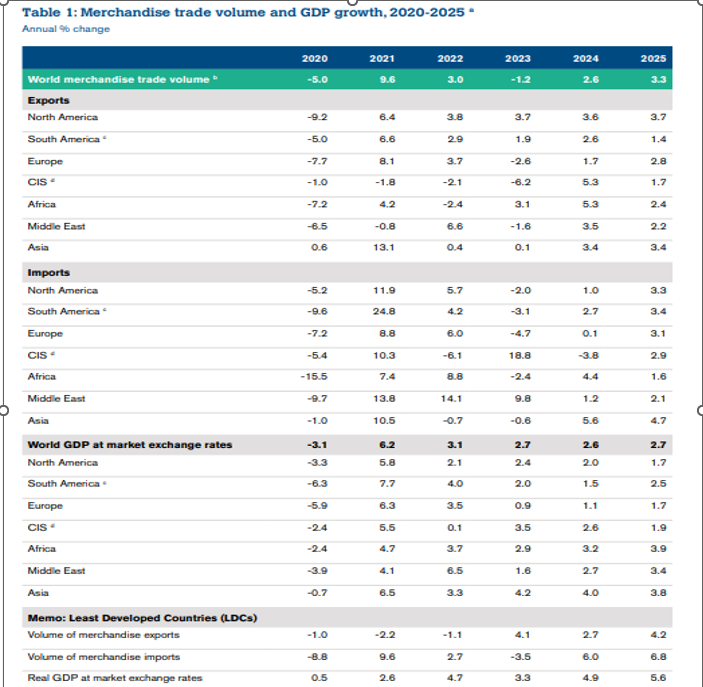 Table 1: Merchandise trade volume and GDP growth, 2020-2025 ᵃ
Annual % change
2020 2021 2022 2023 2024 2025
World merchandise trade volume ᵇ -5.0 9.6 3.0 -1.2 2.6 3.3
Exports
North America -9.2 6.4 3.8 3.7 3.6 3.7
South America ᶜ -5.0 6.6 2.9 1.9 2.6 1.4
Europe -7.7 8.1 3.7 -2.6 1.7 2.8
CIS ᵈ -1.0 -1.8 -2.1 -6.2 5.3 1.7
Africa -7.2 4.2 -2.4 3.1 5.3 2.4
Middle East -6.5 -0.8 6.6 -1.6 3.5 2.2
Asia 0.6 13.1 0.4 0.1 3.4 3.4
Imports
North America -5.2 11.9 5.7 -2.0 1.0 3.3
South America ᶜ -9.6 24.8 4.2 -3.1 2.7 3.4
Europe -7.2 8.8 6.0 -4.7 0.1 3.1
CIS ᵈ -5.4 10.3 -6.1 18.8 -3.8 2.9
Africa -15.5 7.4 8.8 -2.4 4.4 1.6
Middle East -9.7 13.8 14.1 9.8 1.2 2.1
Asia -1.0 10.5 -0.7 -0.6 5.6 4.7
World GDP at market exchange rates -3.1 6.2 3.1 2.7 2.6 2.7
North America -3.3 5.8 2.1 2.4 2.0 1.7
South America ᶜ -6.3 7.7 4.0 2.0 1.5 2.5
Europe -5.9 6.3 3.5 0.9 1.1 1.7
CIS ᵈ -2.4 5.5 0.1 3.5 2.6 1.9
Africa -2.4 4.7 3.7 2.9 3.2 3.9
Middle East -3.9 4.1 6.5 1.6 2.7 3.4
Asia -0.7 6.5 3.3 4.2 4.0 3.8
Memo: Least Developed Countries (LDCs)
Volume of merchandise exports -1.0 -2.2 -1.1 4.1 2.7 4.2
Volume of merchandise imports -8.8 9.6 2.7 -3.5 6.0 6.8
Real GDP at market exchange rates 0.5 2.6 4.7 3.3 4.9 5.6